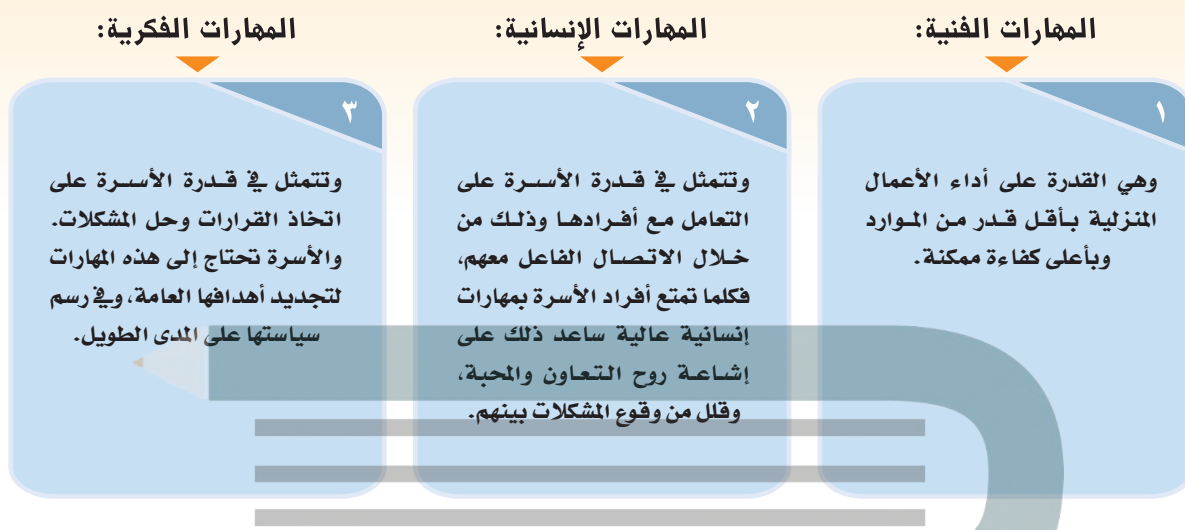 المهارات الفنية:
١
وهي القدرة على أداء الأعمال
المنزلية بأقل قدر من الموارد
وبأعلى كفاءة ممكنة.
المهارات الإنسانية:
٢
وتتمثل في قدرة الأسرة على
التعامل مع أفرادها وذلك من
خلال الاتصال الفاعل معهم،
فكلما تمتع أفراد الأسرة بمهارات
إنسانية عالية ساعد ذلك على
إشاعة روح التعاون والمحبة،
وقلل من وقوع المشكلات بينهم.
المهارات الفكرية:
٣
وتتمثل في قدرة الأسرة على
اتخاذ القرارات وحل المشكلات.
والأسرة تحتاج إلى هذه المهارات
لتجديد أهدافها العامة، وفي رسم
سياستها على المدى الطويل.